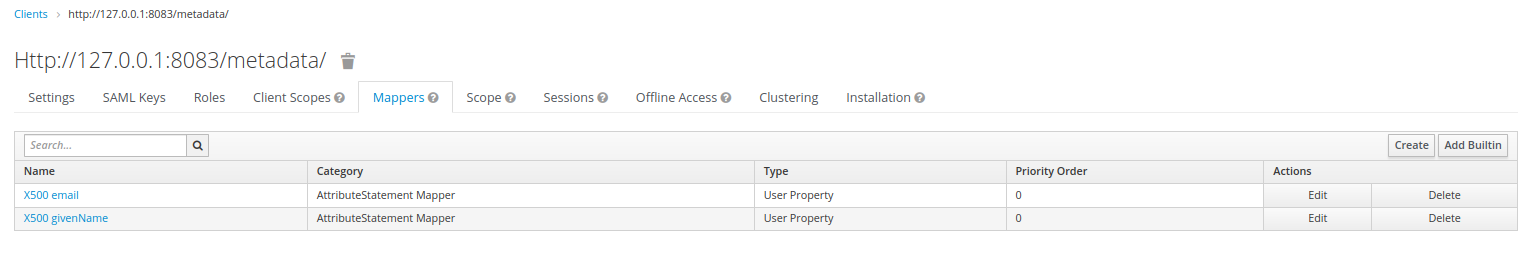 Clients > http://127.0.0.1:8083/metadata/
Http://127.0.0.1:8083/metadata/
Settings SAML Keys Roles Client Scopes Mappers Scope Sessions Offline Access Clustering Installation
Search... Create Add Builtin
Name Category Type Priority Order Actions
X500 email AttributeStatement Mapper User Property 0 Edit Delete
X500 givenName AttributeStatement Mapper User Property 0 Edit Delete